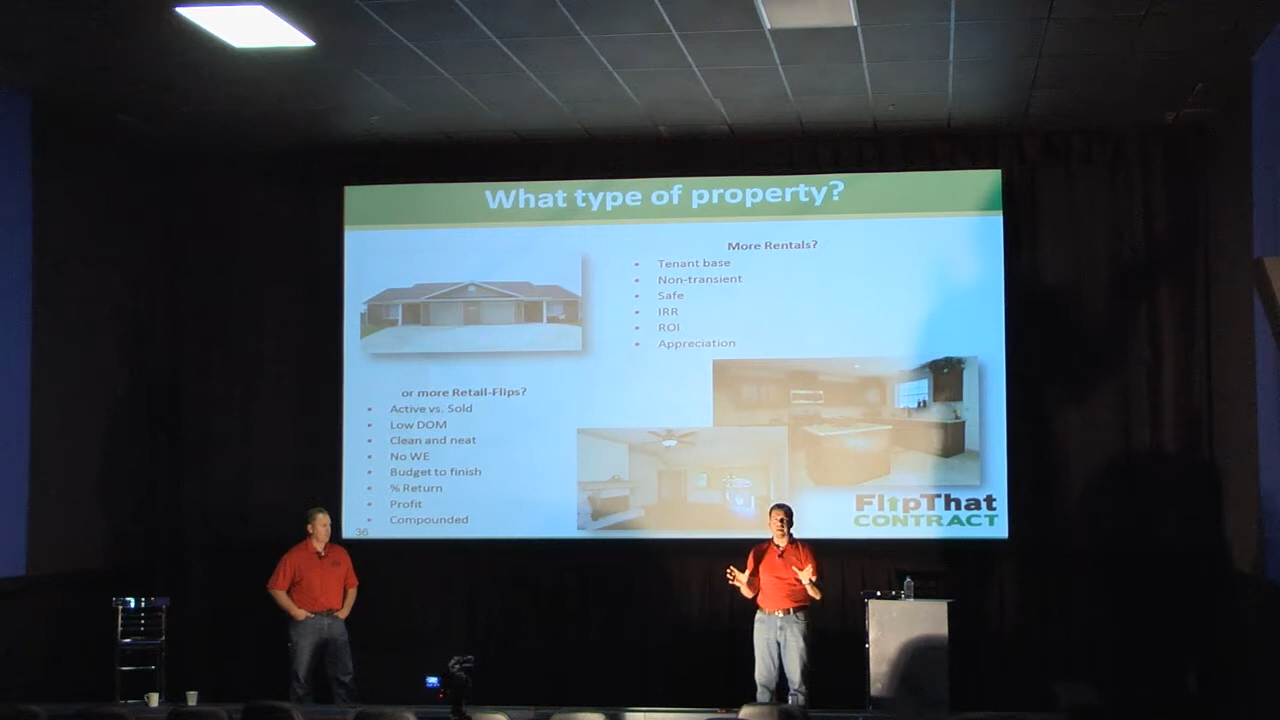 What type of property?
More Rentals?
• Tenant base
• Non-transient
• Safe
• IRR
• ROI
• Appreciation
or more Retail-Flips?
• Active vs. Sold
• Low DOM
• Clean and neat
• No WE
• Budget to finish
• % Return
• Profit
• Compounded
36
FlipThat
CONTRACT